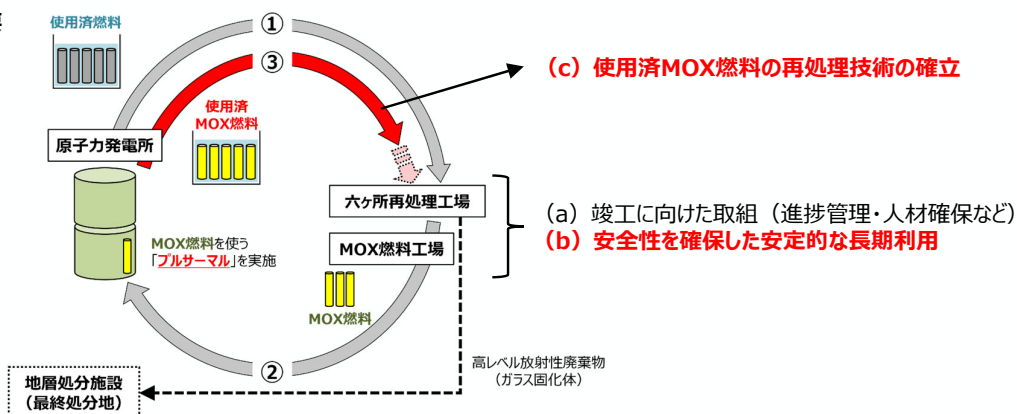 使用済燃料
①
③
(c)使用済MOX燃料の再処理技術の確立
使用済
MOX燃料
原子力発電所
六ヶ所再処理工場
(a)竣工に向けた取組(進捗管理・人材確保など)
(b)安全性を確保した安定的な長期利用
MOX燃料工場
MOX燃料を使う
「プルサーマル」を実施
MOX燃料
②
高レベル放射性廃棄物
(ガラス固化体)
地層処分施設
(最終処分地)